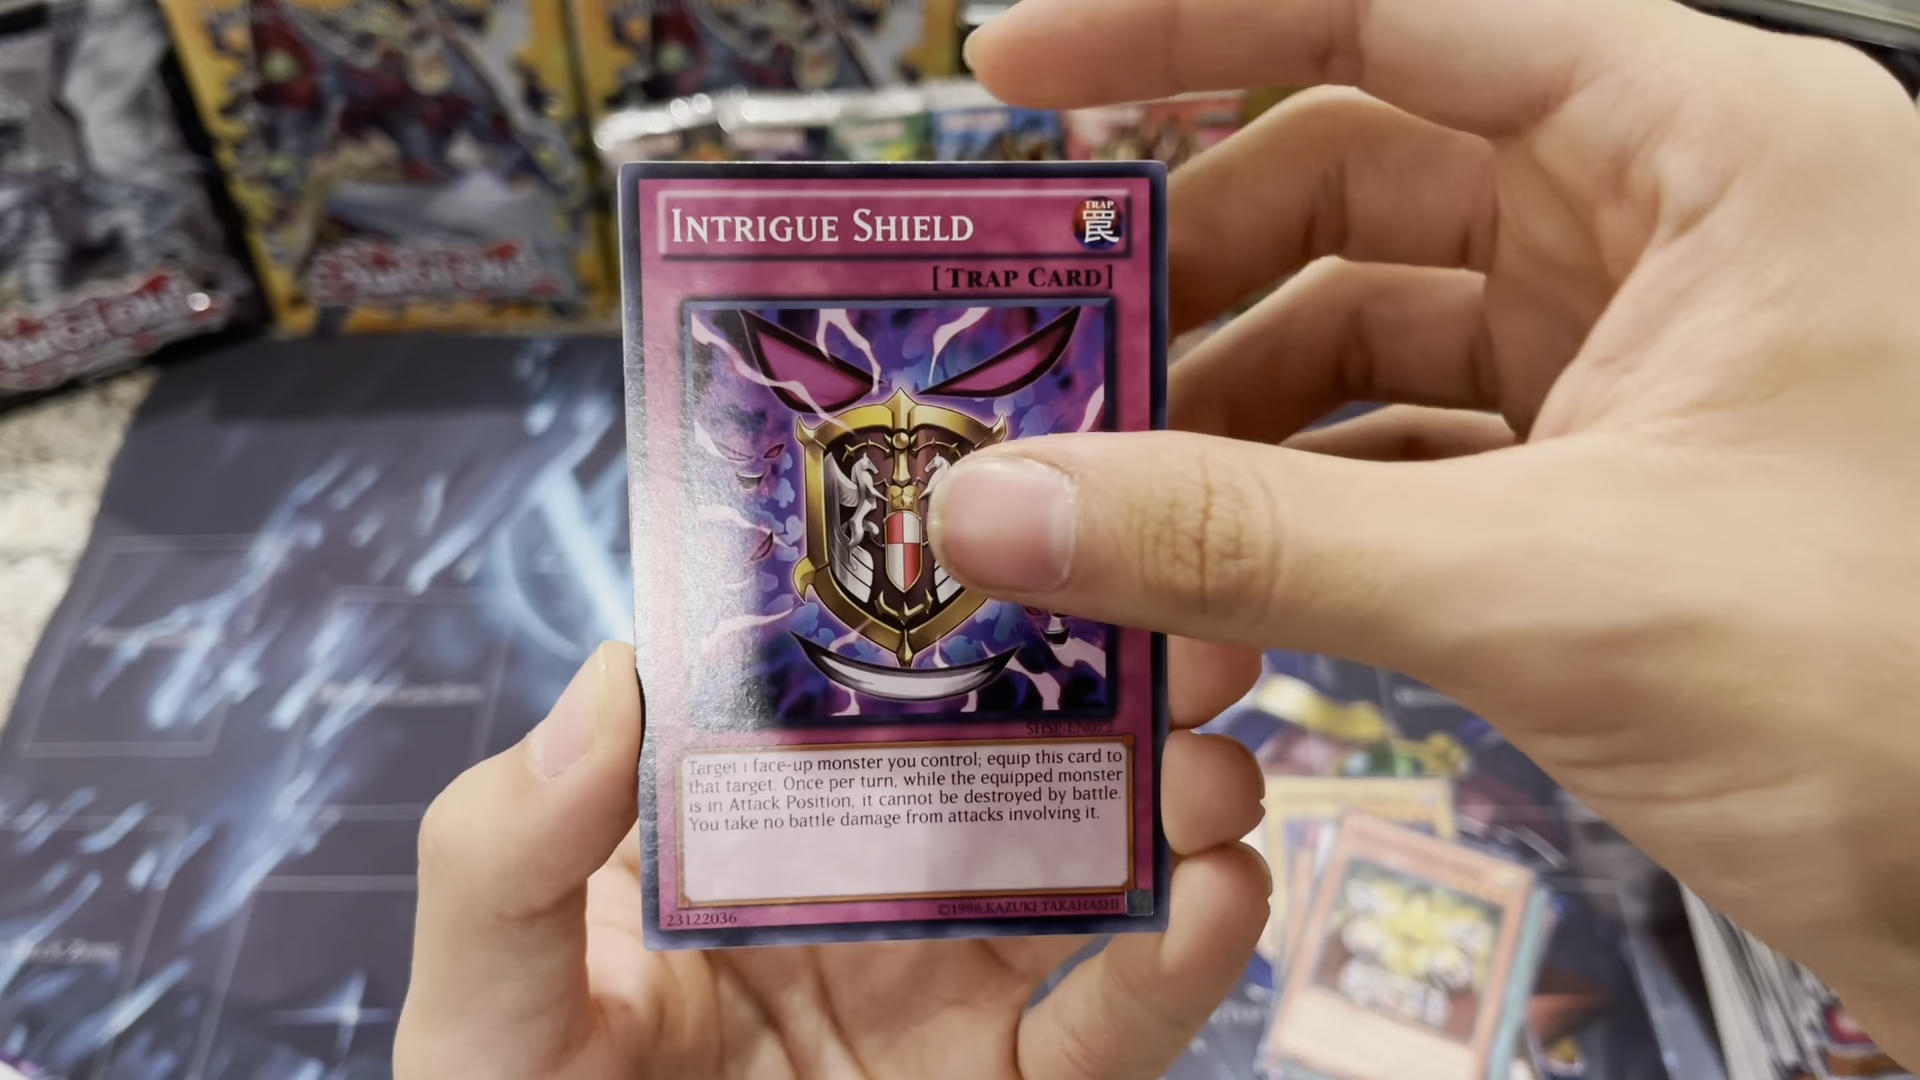 INTRIGUE SHIELD
TRAP
罠
[TRAP CARD]
Target 1 face-up monster you control; equip this card to
that target. Once per turn, while the equipped monster
is in Attack Position, it cannot be destroyed by battle.
You take no battle damage from attacks involving it.
23122036
©1996 KAZUKI TAKAHASHI